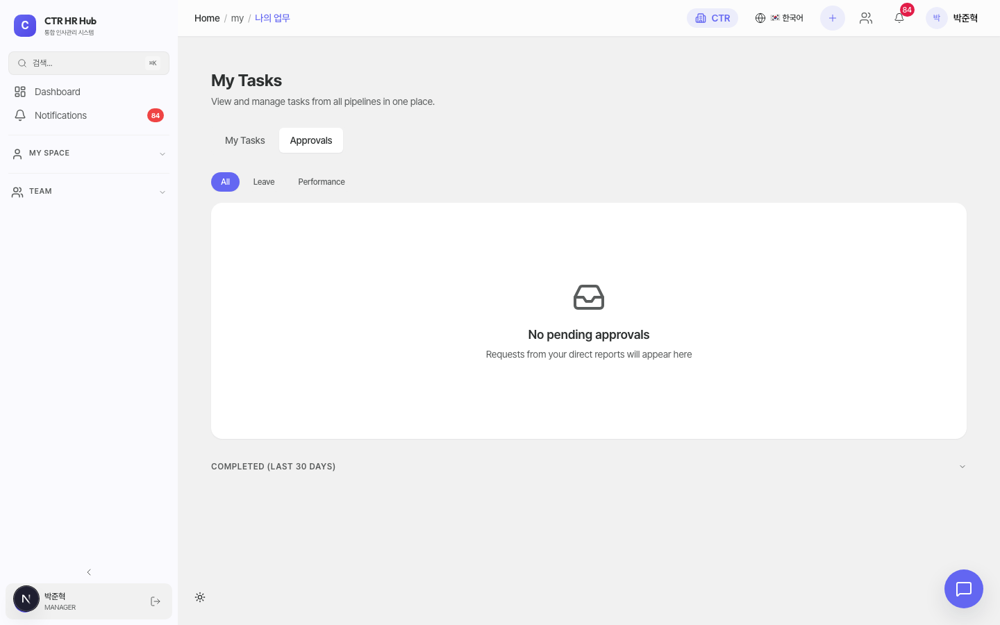 C
CTR HR Hub
통합 인사관리 시스템
검색...
⌘K
Dashboard
Notifications
84
MY SPACE
TEAM
N
박준혁
MANAGER
Home / my / 나의 업무
CTR
🇰🇷 한국어
84
박
박준혁
My Tasks
View and manage tasks from all pipelines in one place.
My Tasks
Approvals
All
Leave
Performance
No pending approvals
Requests from your direct reports will appear here
COMPLETED (LAST 30 DAYS)